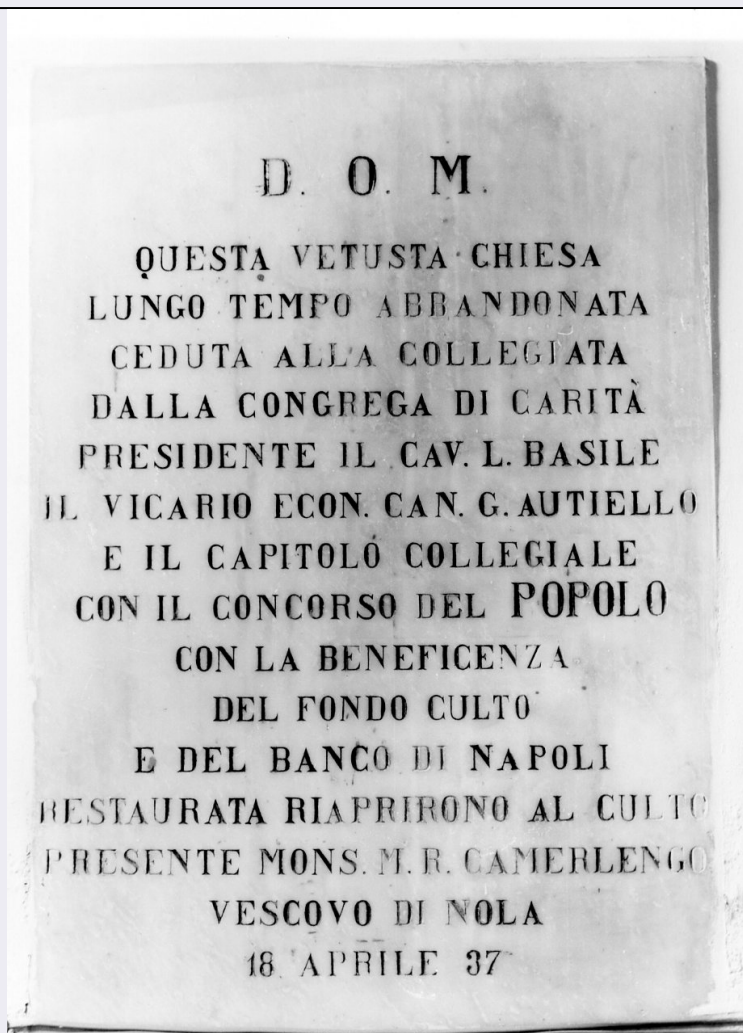 D. O. M.
QUESTA VETUSTA CHIESA
LUNGO TEMPO ABBANDONATA
CEDUTA ALLA COLLEGIATA
DALLA CONGREGA DI CARITÀ
PRESIDENTE IL CAV. L. BASILE
IL VICARIO ECON. CAN. G. AUTIELLO
E IL CAPITOLO COLLEGIALE
CON IL CONCORSO DEL POPOLO
CON LA BENEFICENZA
DEL FONDO CULTO
E DEL BANCO DI NAPOLI
RESTAURATA RIAPRIRONO AL CULTO
PRESENTE MONS. M. R. CAMERLENGO
VESCOVO DI NOLA
18 APRILE 37